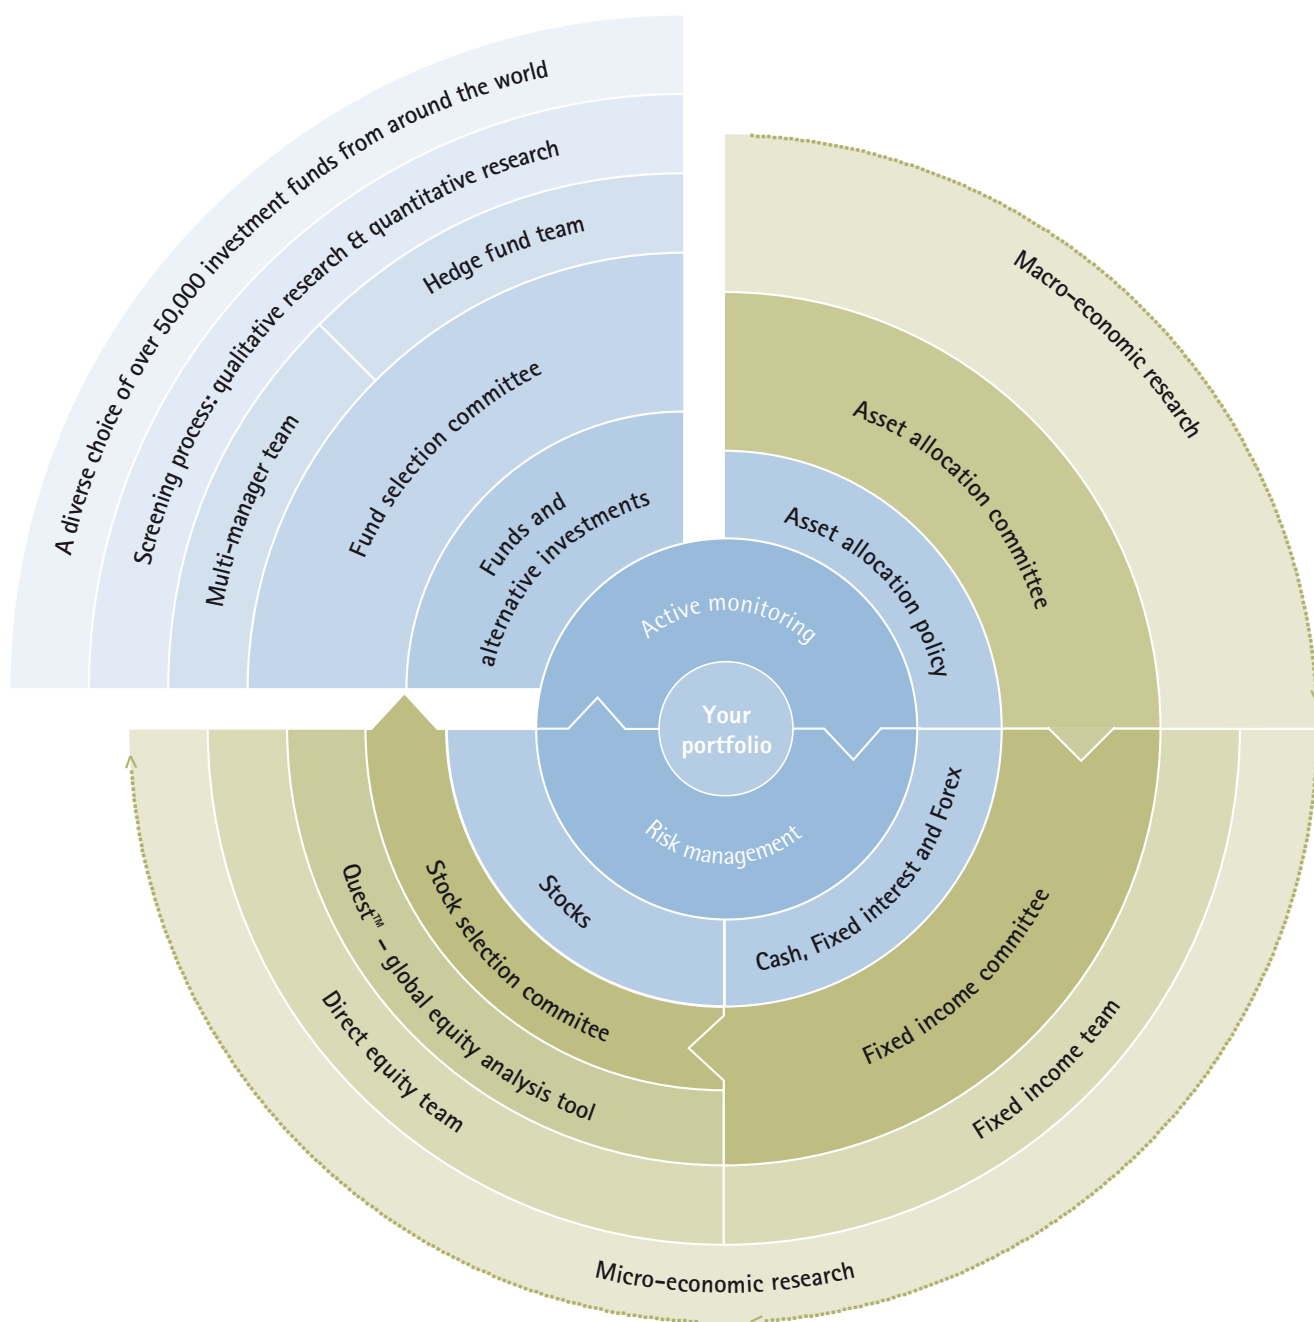 A diverse choice of over 50,000 investment funds from around the world
Screening process: qualitative research & quantitative research
Hedge fund team
Multi-manager team
Fund selection committee
Funds and
alternative investments
Macro-economic research
Asset allocation committee
Asset allocation policy
Active monitoring
Your
portfolio
Risk management
Stocks
Cash, Fixed interest and Forex
Stock selection commitee
Quest™ – global equity analysis tool
Direct equity team
Fixed income committee
Fixed income team
Micro-economic research